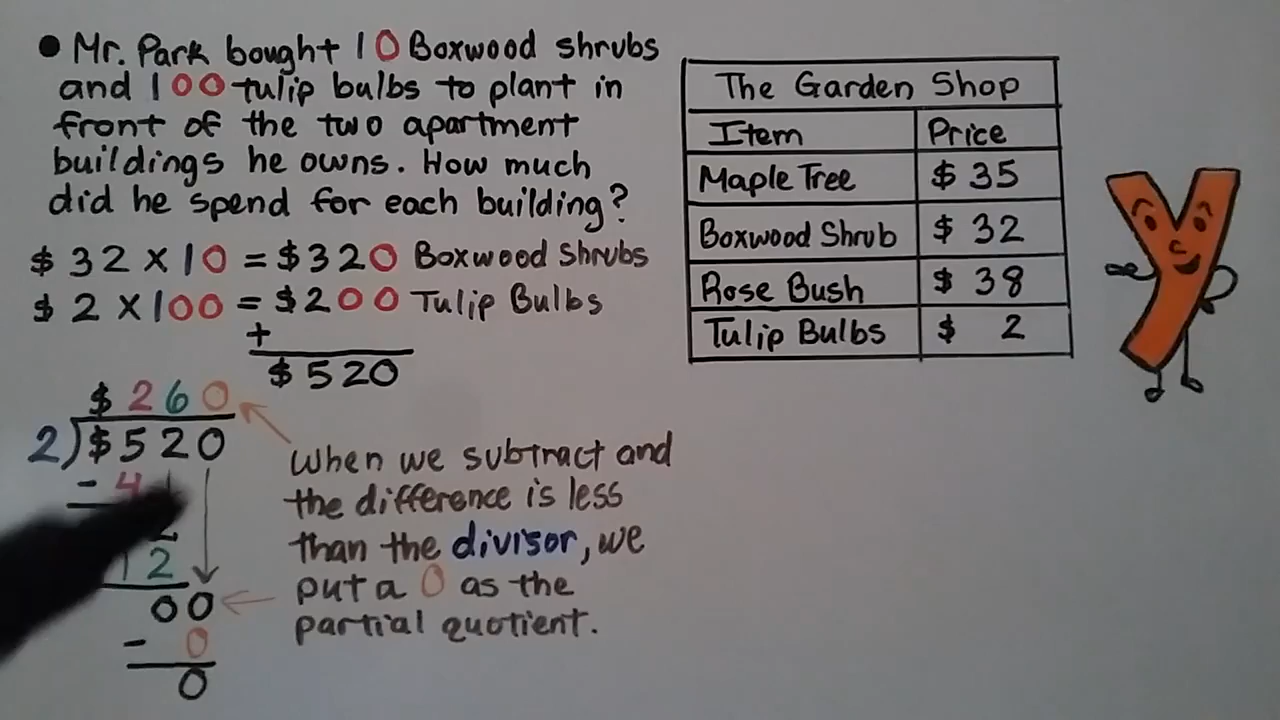 ● Mr. Park bought 10 Boxwood shrubs
and 100 tulip bulbs to plant in
front of the two apartment
buildings he owns. How much
did he spend for each building?
$ 32 x 10 = $320 Boxwood Shrubs
$ 2 x 100 = $200 Tulip Bulbs
+
$520
$ 260
2) $520
- 4
2
12
00
- 0
0
When we subtract and
the difference is less
than the divisor, we
put a 0 as the
partial quotient.
The Garden Shop
Item Price
Maple Tree $ 35
Boxwood Shrub $ 32
Rose Bush $ 38
Tulip Bulbs $ 2